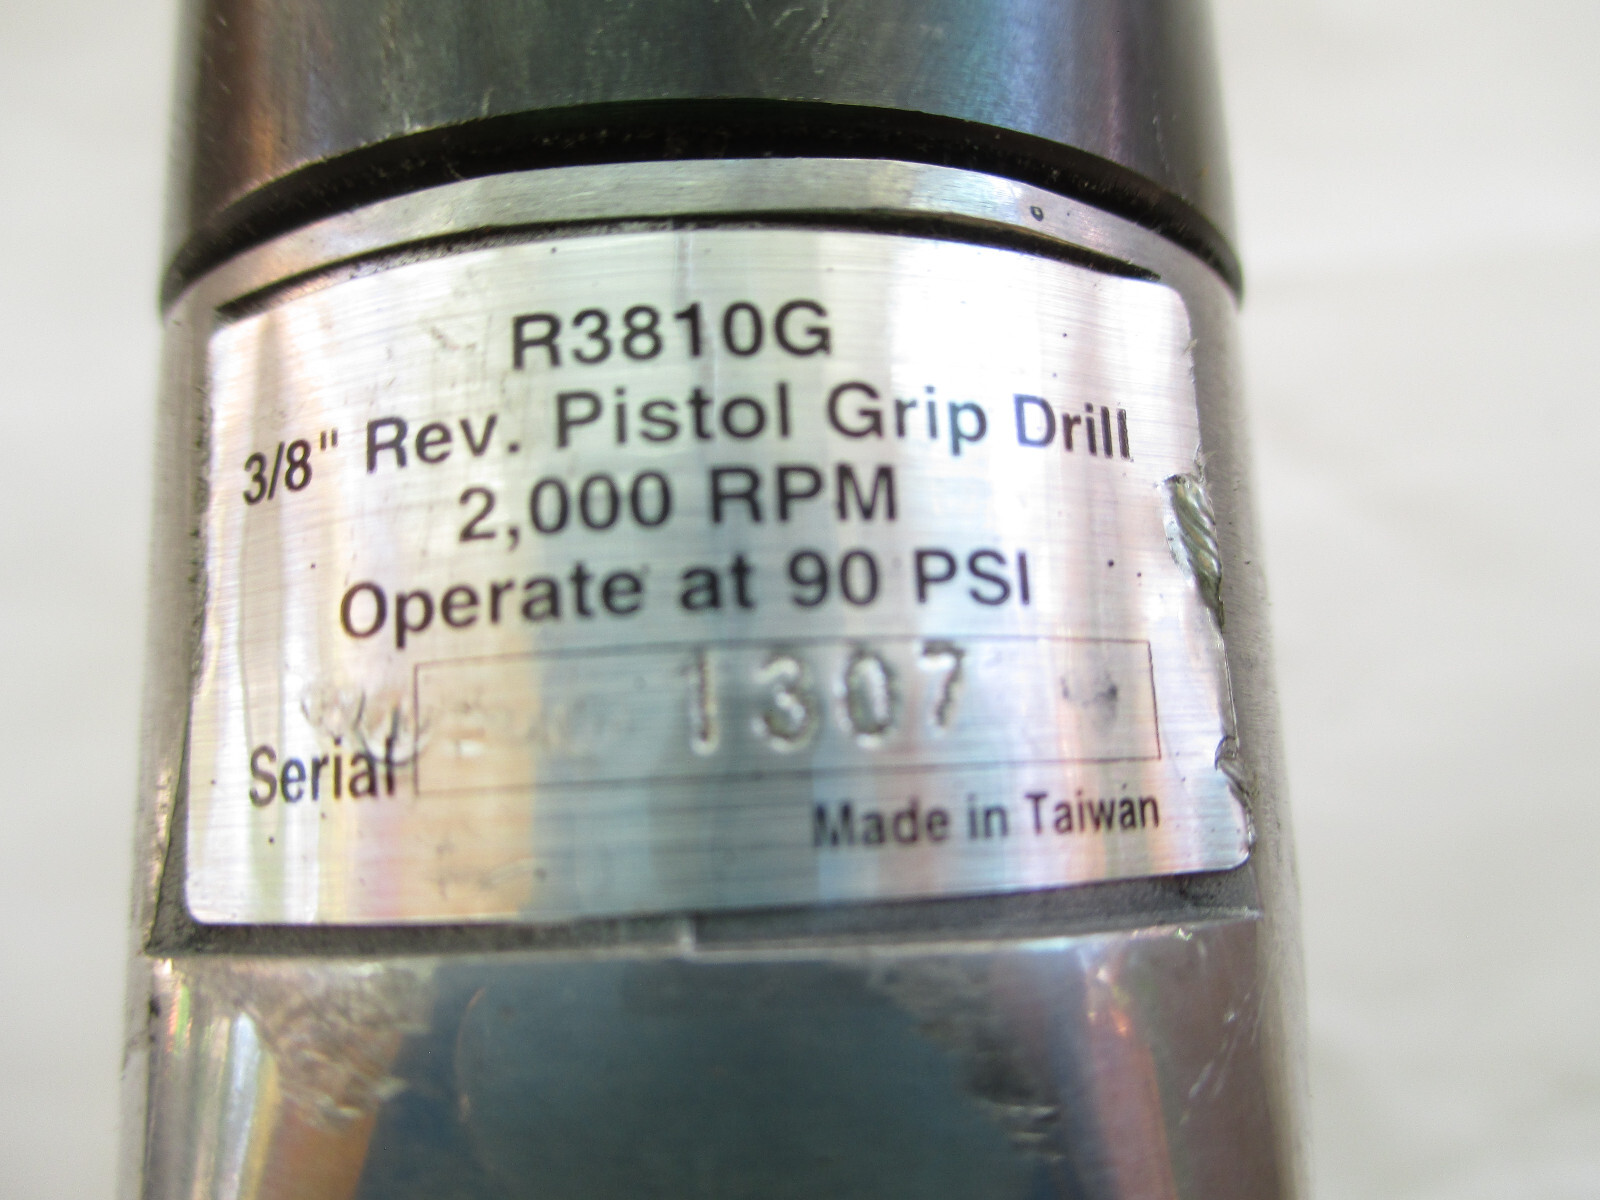 R3810G
3/8" Rev. Pistol Grip Drill
2,000 RPM
Operate at 90 PSI
Serial 1307
Made in Taiwan